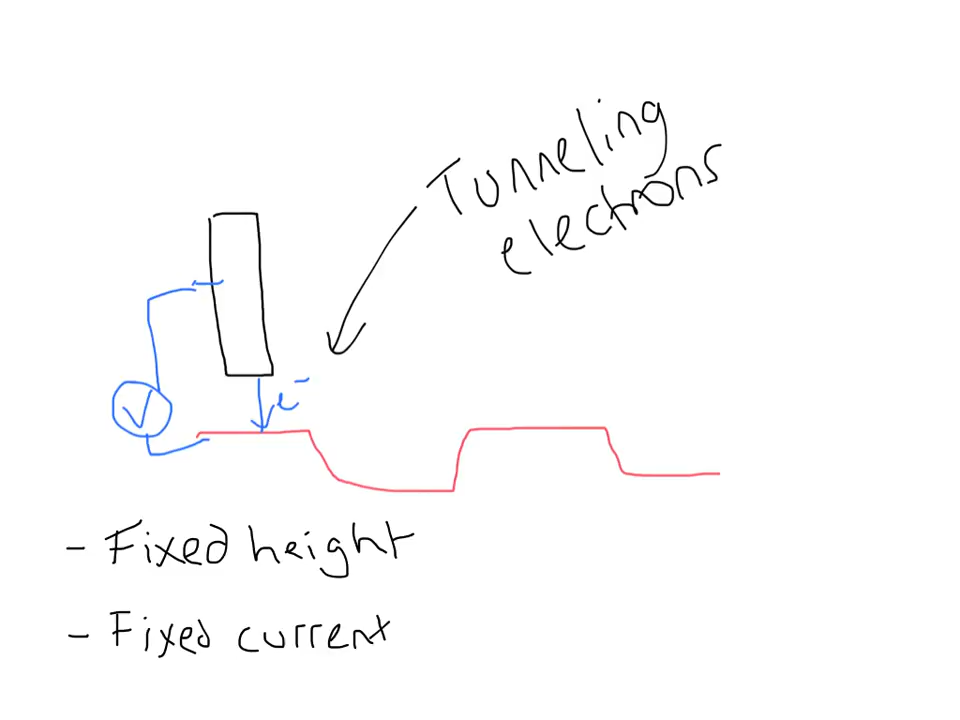 Tunneling
electrons
V
e⁻
- Fixed height
- Fixed current